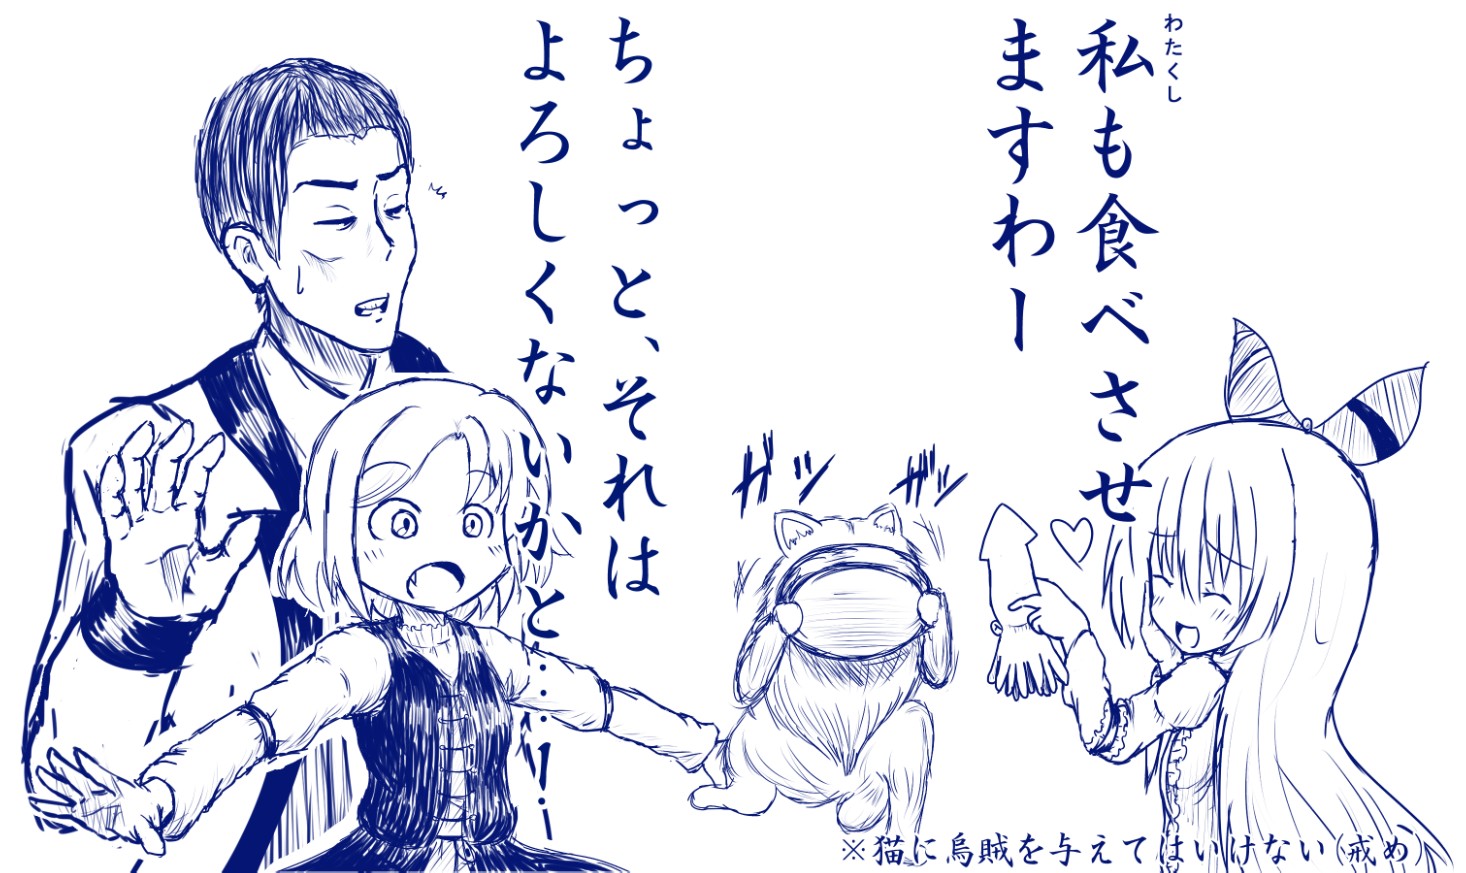 わたくし
私も食べさせ
ますわー
ちょっと、それは
よろしくないかと……！
ガッ
ガッ
※猫に烏賊を与えてはいけない(戒め)